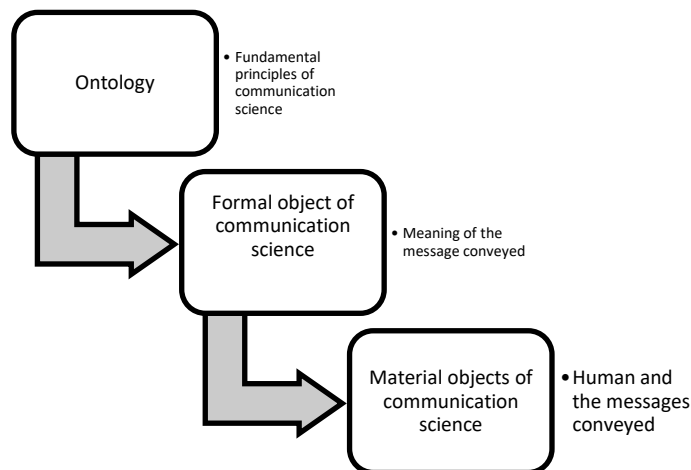 Ontology
• Fundamental
principles of
communication
science
Formal object of
communication
science
• Meaning of the
message conveyed
Material objects of
communication
science
• Human and
the messages
conveyed